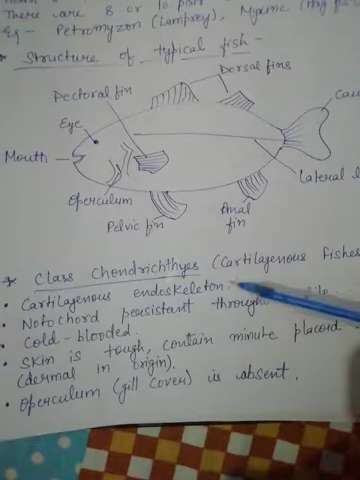 There are 8 or 10 pair
Eg- Petromyzon (Lamprey), Myxine (Hag
* Structure of typical fish -
Dorsal fins
Pectoral fin
Eye
Mouth
Operculum
Lateral
Pelvic fin
Anal fin
* Class Chondrichthyes (Cartilagenous Fishes
• Cartilagenous endoskeleton.
• Notochord persistant
• Cold-blooded.
• Skin is tough, contain minute placoid
(dermal in origin).
• Operculum (gill cover) is absent.